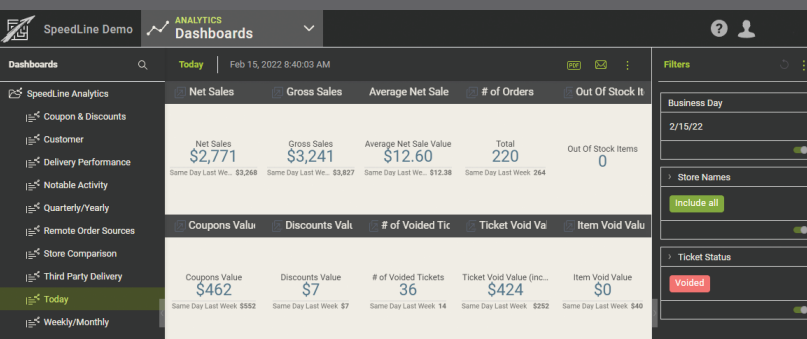 SpeedLine Demo
ANALYTICS
Dashboards
Dashboards
SpeedLine Analytics
Coupon & Discounts
Customer
Delivery Performance
Notable Activity
Quarterly/Yearly
Remote Order Sources
Store Comparison
Third Party Delivery
Today
Weekly/Monthly
Today
Feb 15, 2022 8:40:03 AM
PDF
Net Sales
Gross Sales
Average Net Sale
# of Orders
Out Of Stock It
Net Sales
$2,771
Same Day Last We... $3,268
Gross Sales
$3,241
Same Day Last We... $3,827
Average Net Sale Value
$12.60
Same Day Last We... $12.38
Total
220
Same Day Last Week 264
Out Of Stock Items
0
Coupons Valu
Discounts Valu
# of Voided Tic
Ticket Void Val
Item Void Valu
Coupons Value
$462
Same Day Last Week $552
Discounts Value
$7
Same Day Last Week $7
# of Voided Tickets
36
Same Day Last Week 14
Ticket Void Value (inc...
$424
Same Day Last Week $252
Item Void Value
$0
Same Day Last Week $40
Filters
Business Day
2/15/22
Store Names
Include all
Ticket Status
Voided